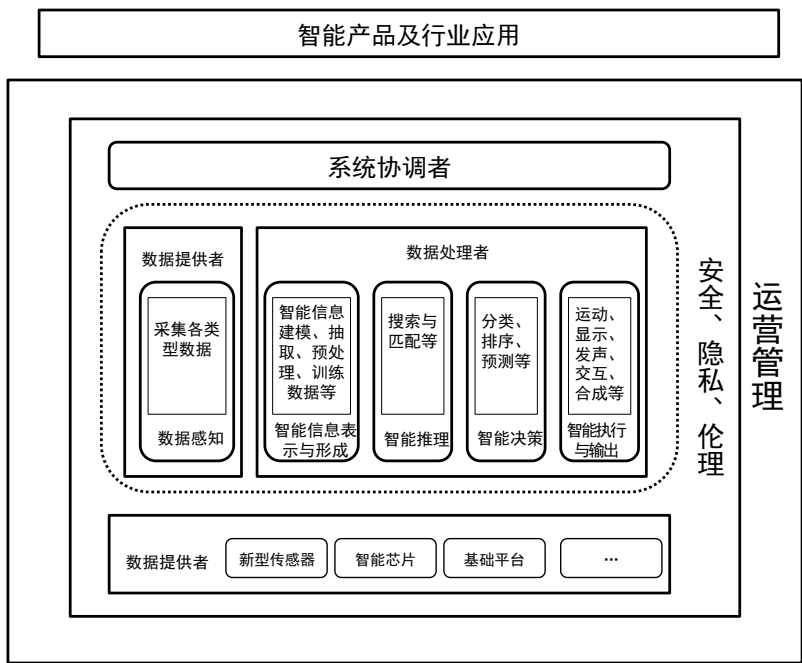 智能产品及行业应用
系统协调者
数据提供者
采集各类
型数据
数据感知
数据处理者
智能信息
建模、抽
取、预处
理、训练
数据等
智能信息表
示与形成
搜索与
匹配等
智能推理
分类、
排序、
预测等
智能决策
运动、
显示、
发声、
交互、
合成等
智能执行
与输出
安全、隐私、伦理
运营管理
数据提供者
新型传感器
智能芯片
基础平台
...